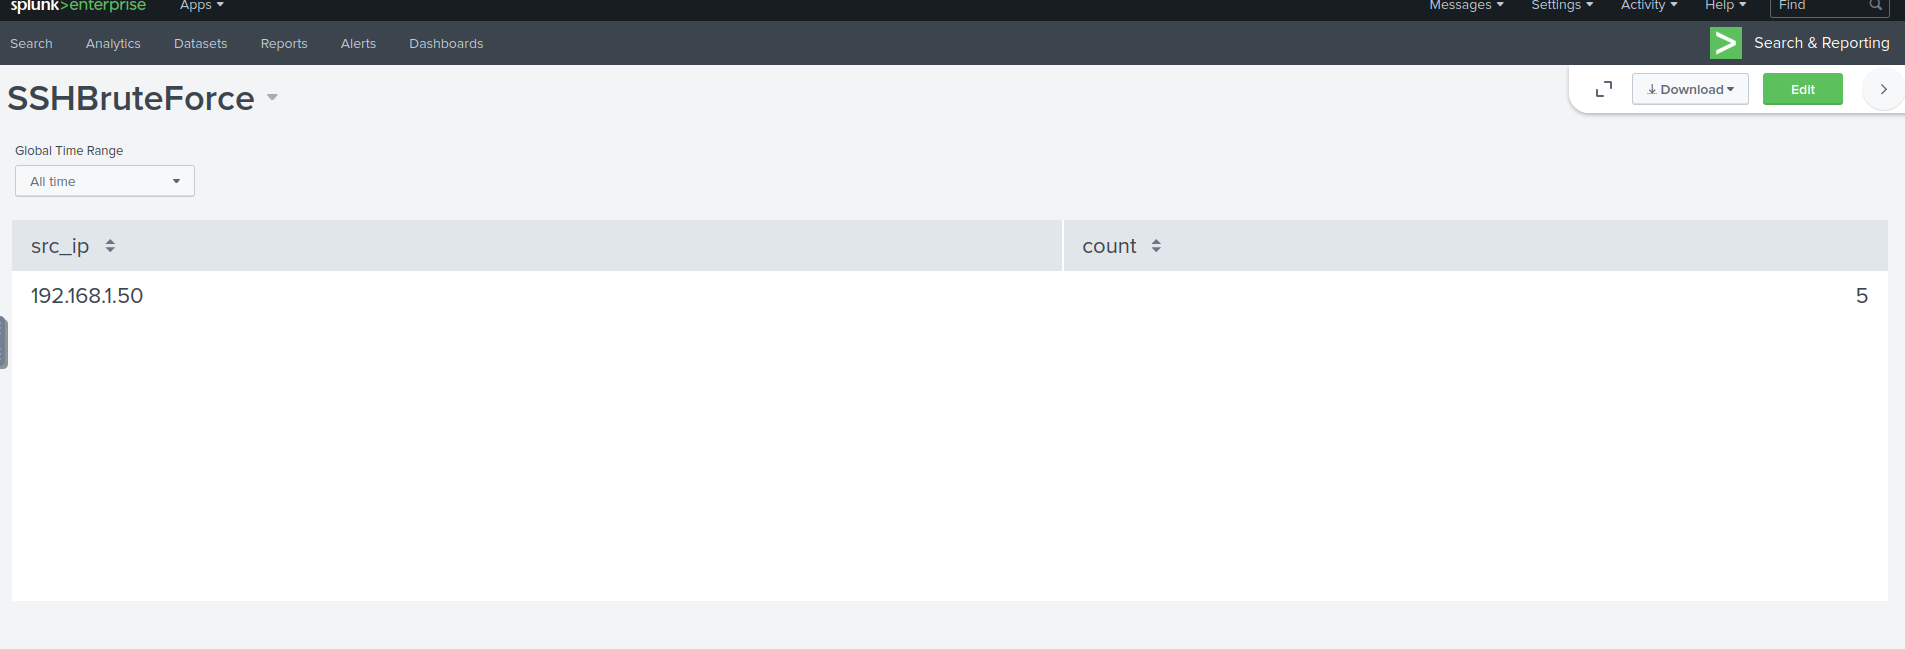 splunk>enterprise Apps Messages Settings Activity Help Find
Search Analytics Datasets Reports Alerts Dashboards Search & Reporting
SSHBruteForce Download Edit
Global Time Range
All time
src_ip count
192.168.1.50 5